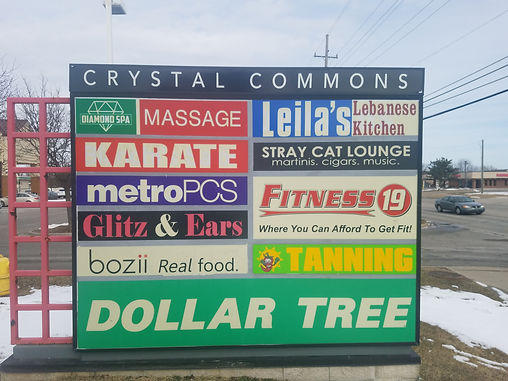 CRYSTAL COMMONS
DIAMOND SPA
MASSAGE
Leila's Lebanese
Kitchen
KARATE
STRAY CAT LOUNGE
martinis. cigars. music.
metroPCS
FITNESS 19
Where You Can Afford To Get Fit!
Glitz & Ears
bozii Real food.
TANNING
DOLLAR TREE